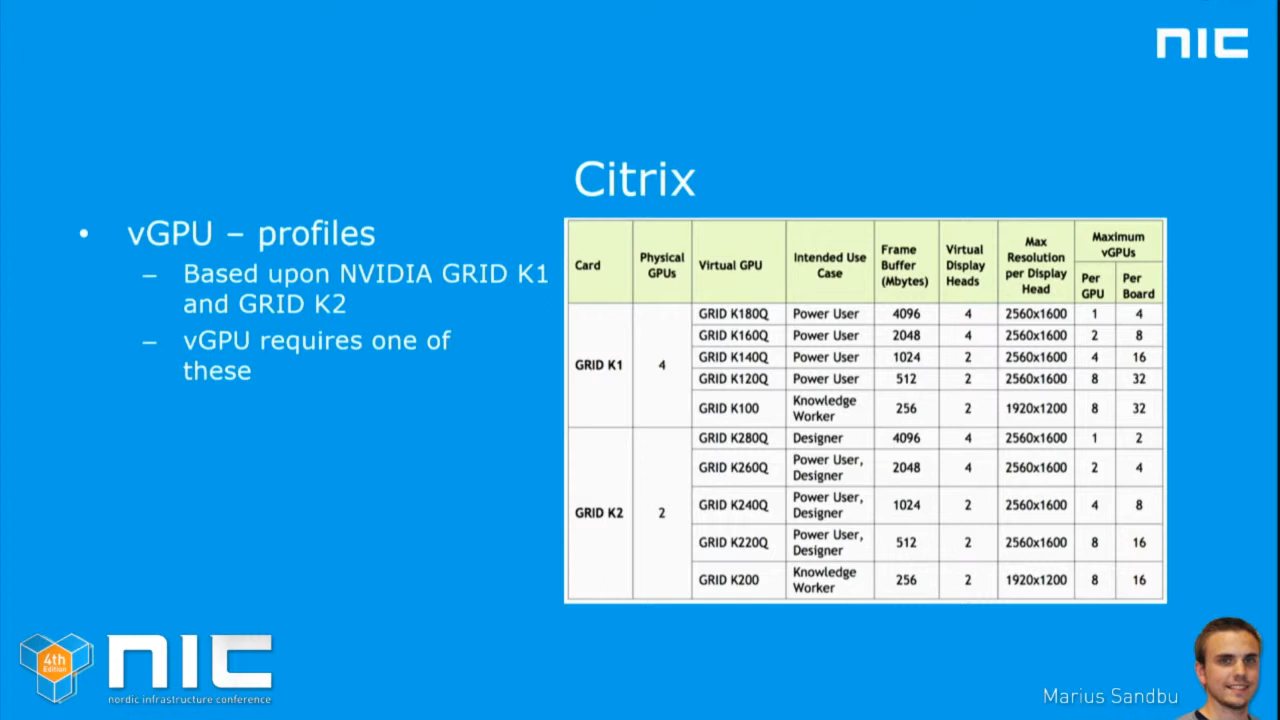 NIC
Citrix
• vGPU – profiles
– Based upon NVIDIA GRID K1
and GRID K2
– vGPU requires one of
these
Card Physical GPUs Virtual GPU Intended Use Case Frame Buffer (Mbytes) Virtual Display Heads Max Resolution per Display Head Maximum vGPUs
Per GPU Per Board
GRID K1 4
GRID K180Q Power User 4096 4 2560x1600 1 4
GRID K160Q Power User 2048 4 2560x1600 2 8
GRID K140Q Power User 1024 2 2560x1600 4 16
GRID K120Q Power User 512 2 2560x1600 8 32
GRID K100 Knowledge Worker 256 2 1920x1200 8 32
GRID K2 2
GRID K280Q Designer 4096 4 2560x1600 1 2
GRID K260Q Power User, Designer 2048 4 2560x1600 2 4
GRID K240Q Power User, Designer 1024 2 2560x1600 4 8
GRID K220Q Power User, Designer 512 2 2560x1600 8 16
GRID K200 Knowledge Worker 256 2 1920x1200 8 16
4th
Edition
NIC
nordic infrastructure conference
Marius Sandbu